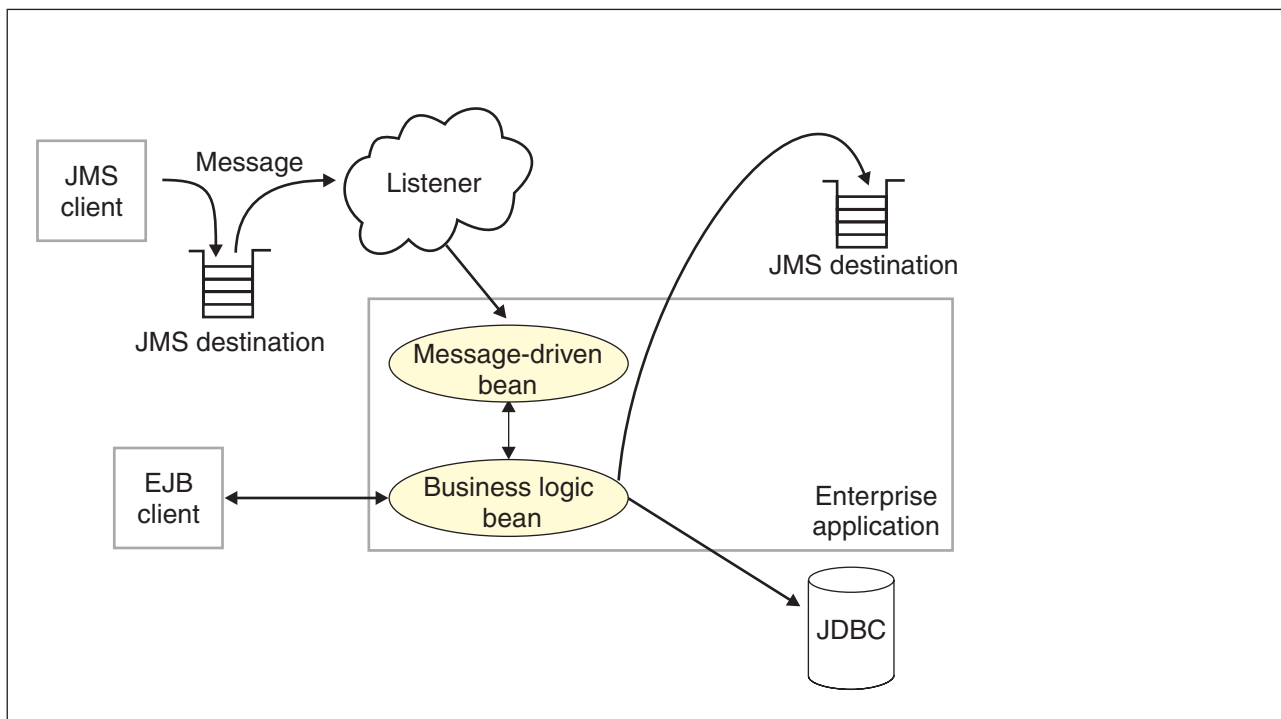 Message
JMS
client
Listener
JMS destination
JMS destination
Message-driven
bean
EJB
client
Business logic
bean
Enterprise
application
JDBC